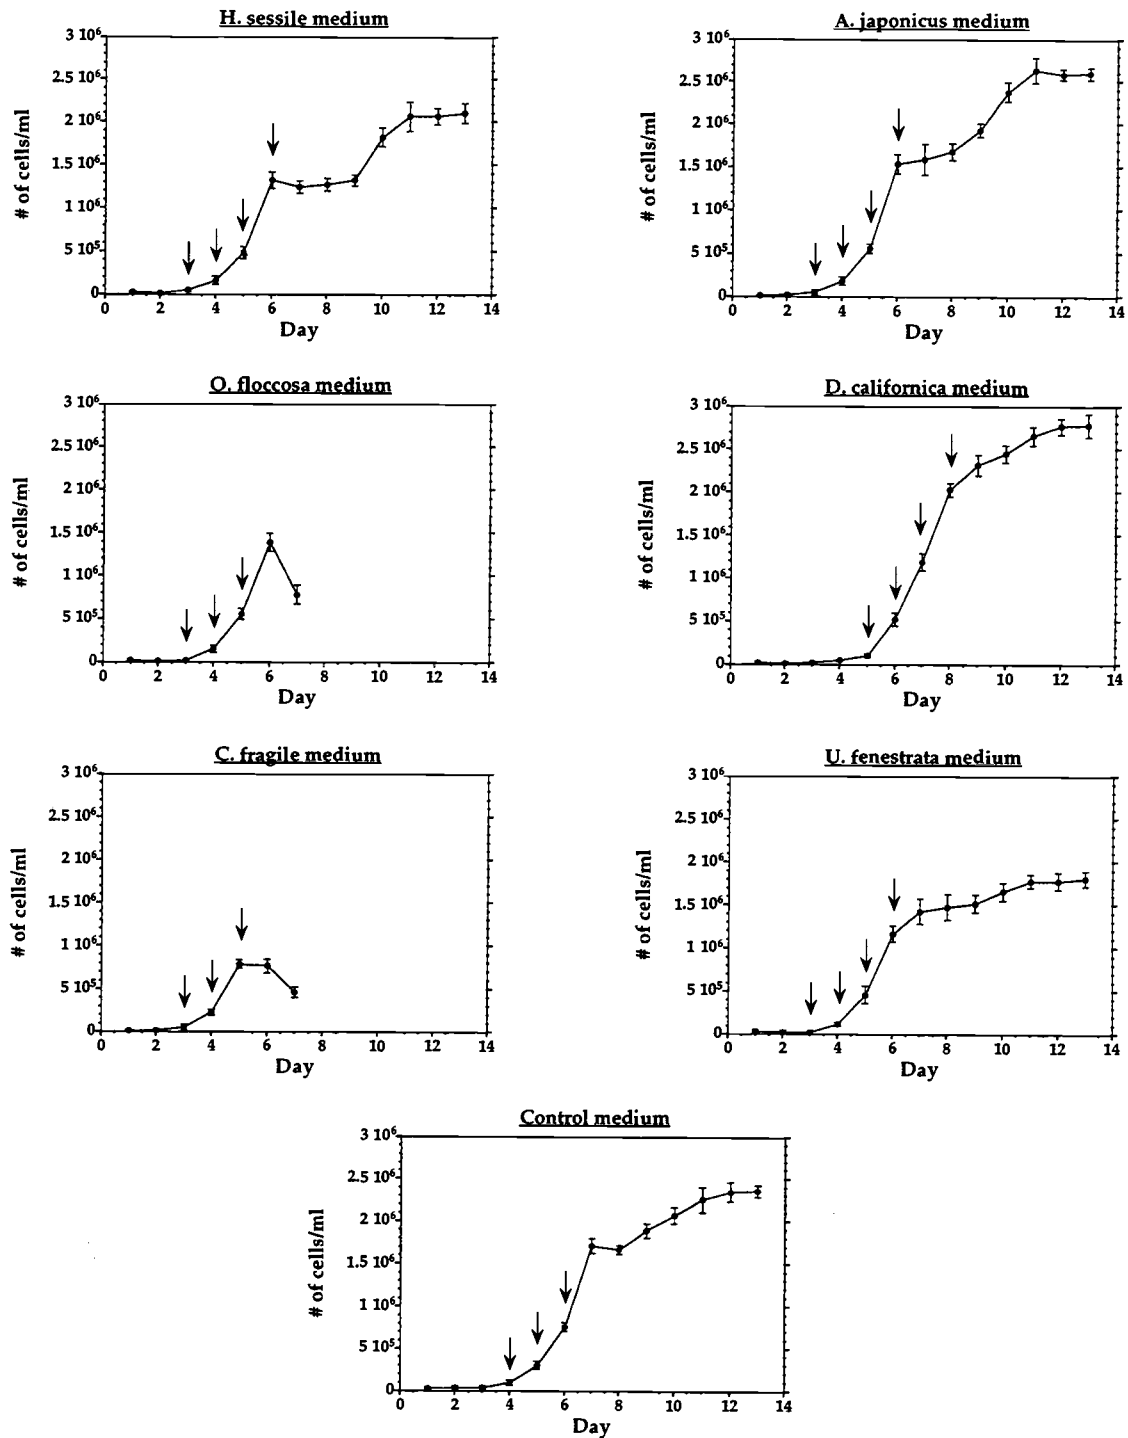 H. sessile medium
3 10⁶
2.5 10⁶
2 10⁶
1.5 10⁶
1 10⁶
5 10⁵
0
# of cells/ml
0 2 4 6 8 10 12 14
Day
A. japonicus medium
3 10⁶
2.5 10⁶
2 10⁶
1.5 10⁶
1 10⁶
5 10⁵
0
# of cells/ml
0 2 4 6 8 10 12 14
Day
O. floccosa medium
3 10⁶
2.5 10⁶
2 10⁶
1.5 10⁶
1 10⁶
5 10⁵
0
# of cells/ml
0 2 4 6 8 10 12 14
Day
D. californica medium
3 10⁶
2.5 10⁶
2 10⁶
1.5 10⁶
1 10⁶
5 10⁵
0
# of cells/ml
0 2 4 6 8 10 12 14
Day
C. fragile medium
3 10⁶
2.5 10⁶
2 10⁶
1.5 10⁶
1 10⁶
5 10⁵
0
# of cells/ml
0 2 4 6 8 10 12 14
Day
U. fenestrata medium
3 10⁶
2.5 10⁶
2 10⁶
1.5 10⁶
1 10⁶
5 10⁵
0
# of cells/ml
0 2 4 6 8 10 12 14
Day
Control medium
3 10⁶
2.5 10⁶
2 10⁶
1.5 10⁶
1 10⁶
5 10⁵
0
# of cells/ml
0 2 4 6 8 10 12 14
Day